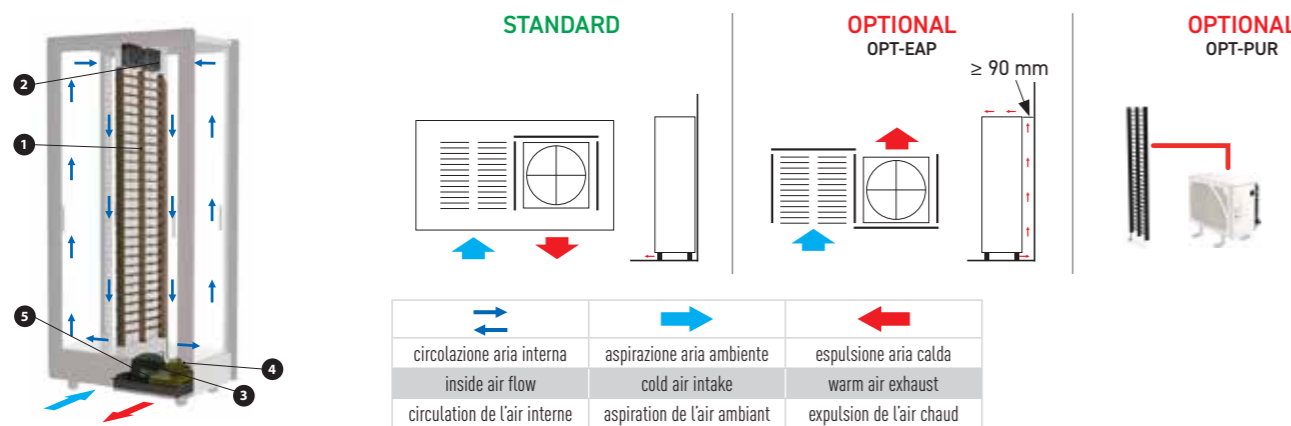 2
1
5
4
3
STANDARD
OPTIONAL
OPT-EAP
≥ 90 mm
OPTIONAL
OPT-PUR
circolazione aria interna
aspirazione aria ambiente
espulsione aria calda
inside air flow
cold air intake
warm air exhaust
circulation de l'air interne
aspiration de l'air ambiant
expulsion de l'air chaud